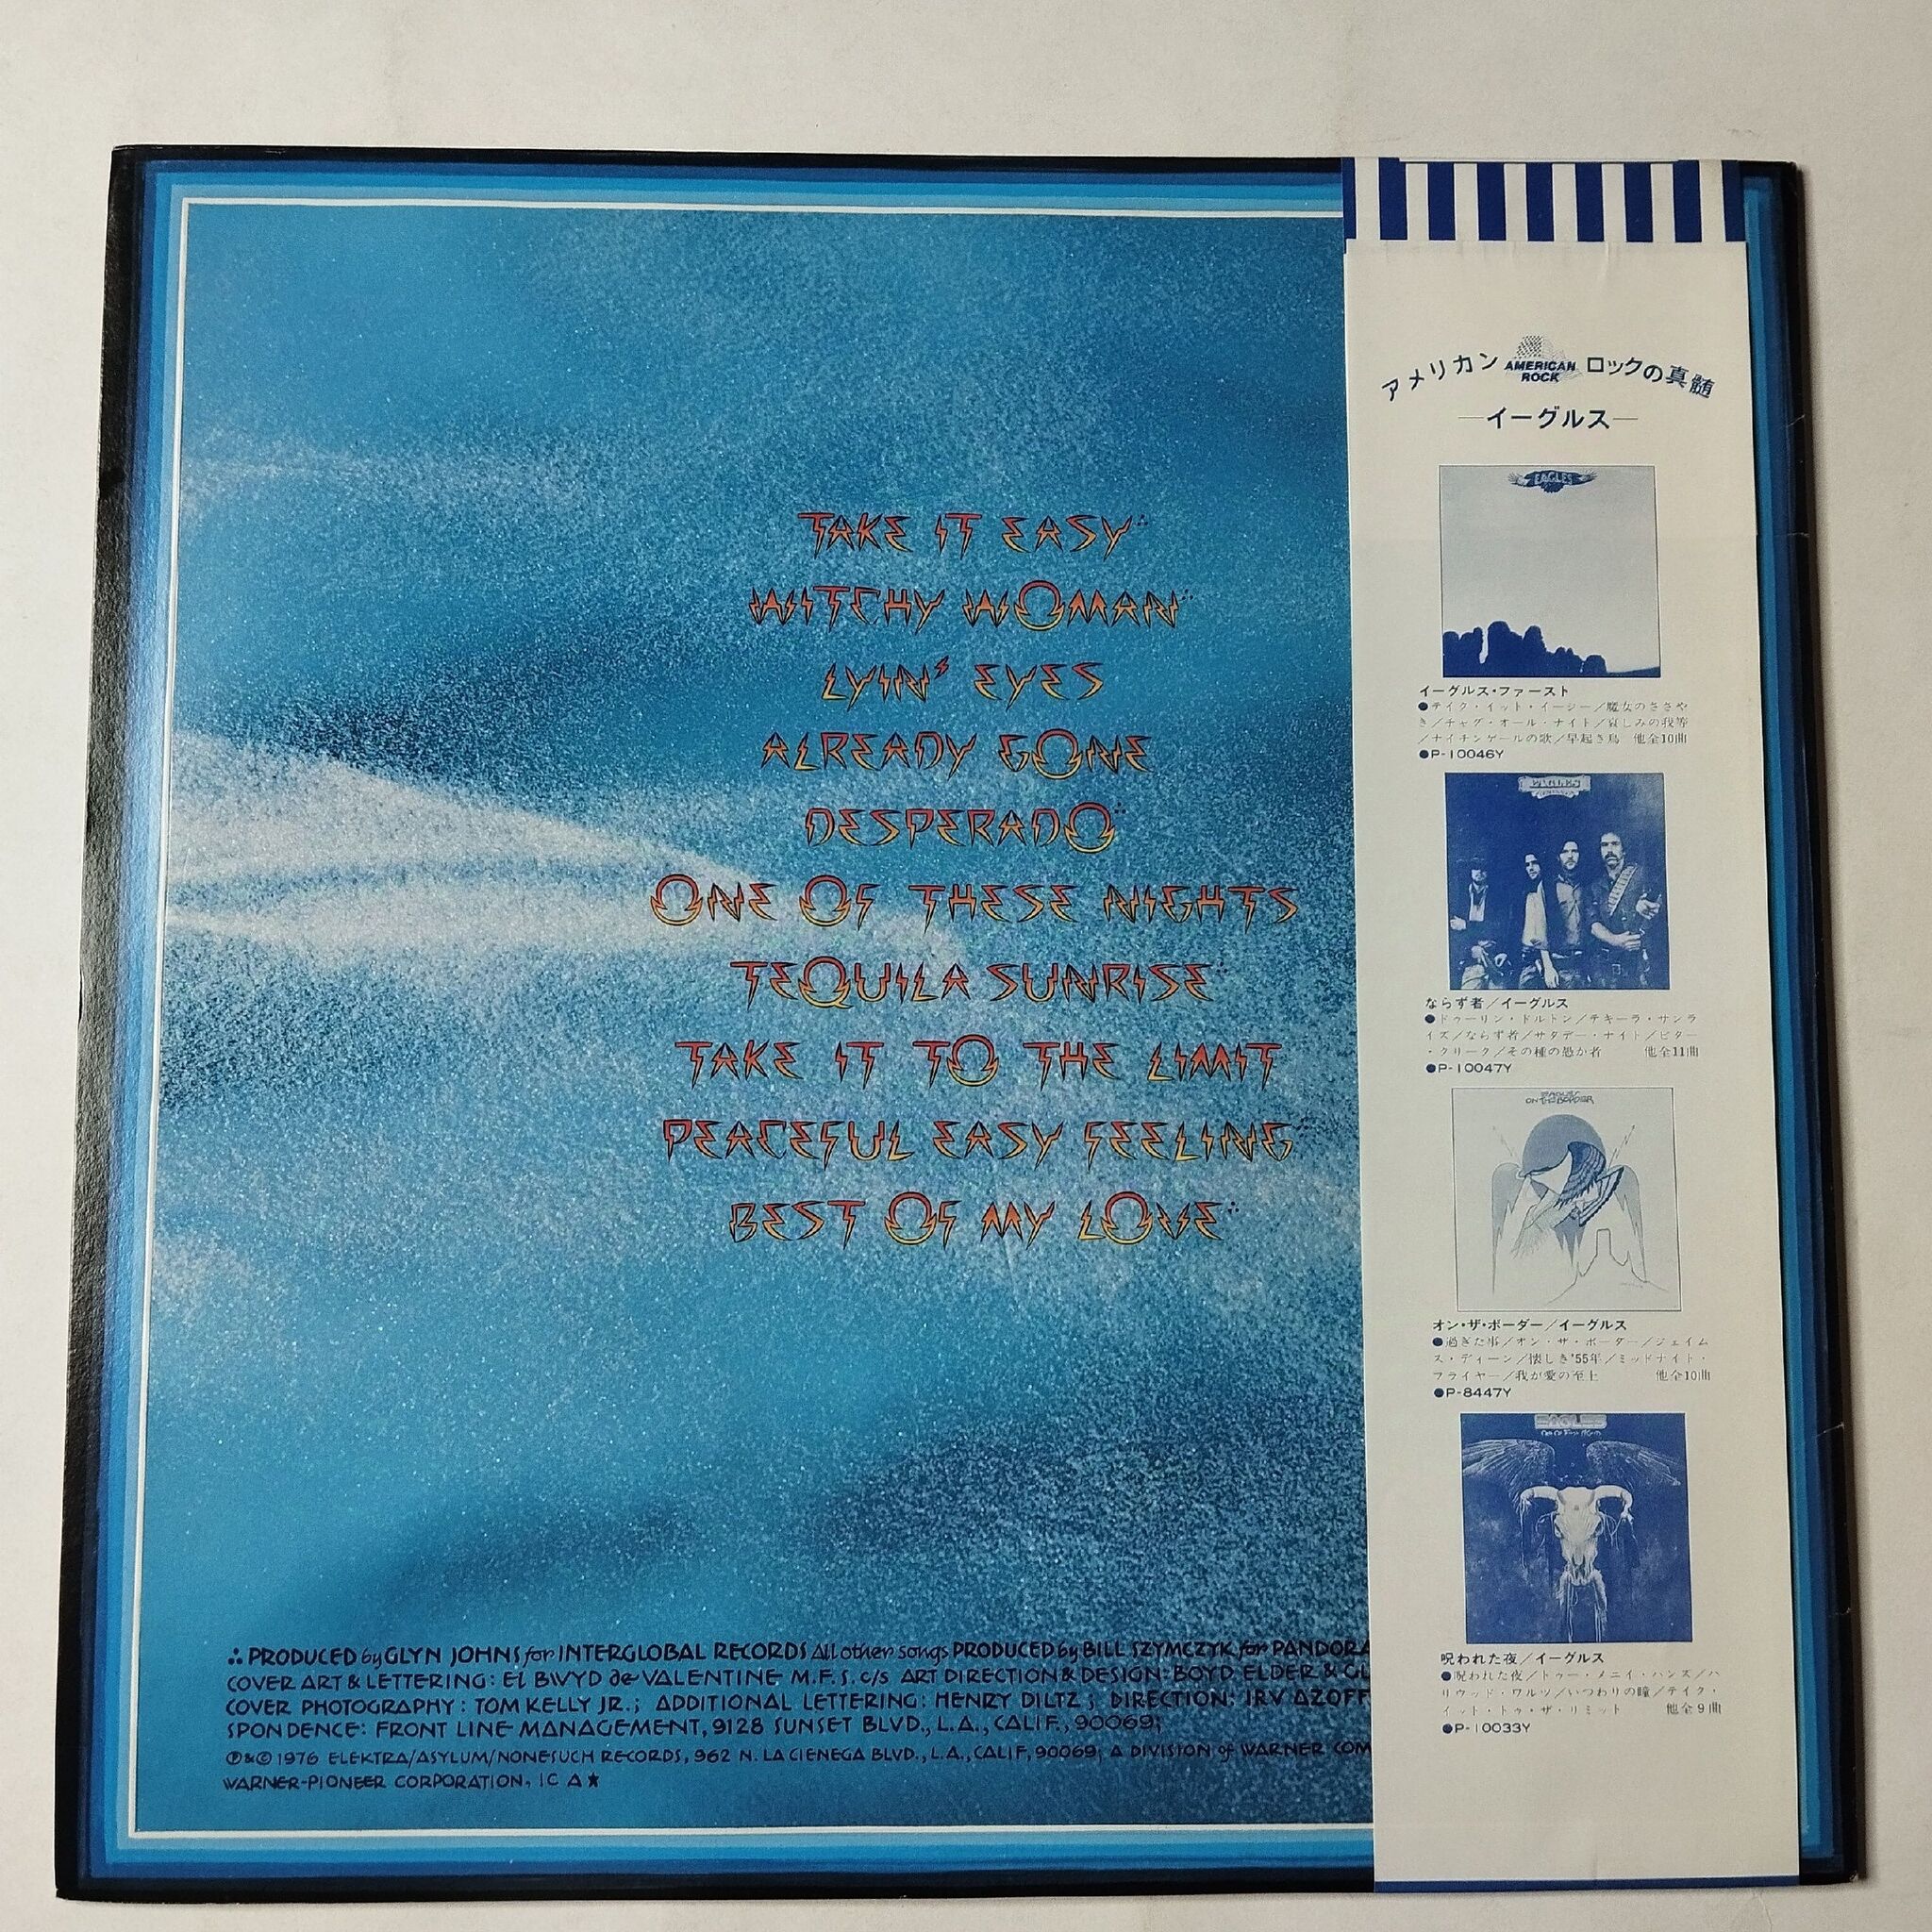 TAKE IT EASY∴
WITCHY WOMAN∴
LYIN' EYES
ALREADY GONE
DESPERADO∴
ONE OF THESE NIGHTS
TEQUILA SUNRISE∴
TAKE IT TO THE LIMIT
PEACEFUL EASY FEELING∴
BEST OF MY LOVE∴
∴ PRODUCED by GLYN JOHNS for INTERGLOBAL RECORDS All other songs PRODUCED by BILL SZYMCZYK for PANDORA
COVER ART & LETTERING: El BWYD de VALENTINE M.F.S. c/s ART DIRECTION & DESIGN: BOYD ELDER & GL
COVER PHOTOGRAPHY: TOM KELLY JR.; ADDITIONAL LETTERING: HENRY DILTZ; DIRECTION: IRV AZOFF
SPONDENCE: FRONT LINE MANAGEMENT, 9128 SUNSET BLVD., L.A., CALIF., 90069;
℗&© 1976 ELEKTRA/ASYLUM/NONESUCH RECORDS, 962 N. LA CIENEGA BLVD., L.A., CALIF, 90069; A DIVISION of WARNER COM
WARNER-PIONEER CORPORATION,
アメリカン AMERICAN ROCK ロックの真髄
―イーグルス―
EAGLES
イーグルス・ファースト
●テイク・イット・イージー/魔女のささや
き/チャグ・オール・ナイト/哀しみの我等
/ナイチンゲールの歌/早起き鳥 他全10曲
●P-10046Y
EAGLES
ならず者/イーグルス
●ドゥーリン・ドルトン/テキーラ・サンラ
イズ/ならず者/サタデー・ナイト/ビター
・クリーク/その種の愚か者 他全11曲
●P-10047Y
EAGLES
ON THE BORDER
オン・ザ・ボーダー/イーグルス
●過ぎた事/オン・ザ・ボーダー/ジェイム
ス・ディーン/懐しき'55年/ミッドナイト・
フライヤー/我が愛の至上 他全10曲
●P-8447Y
EAGLES
One Of These Nights
呪われた夜/イーグルス
●呪われた夜/トゥー・メニイ・ハンズ/ハ
リウッド・ワルツ/いつわりの瞳/テイク・
イット・トゥ・ザ・リミット 他全9曲
●P-10033Y